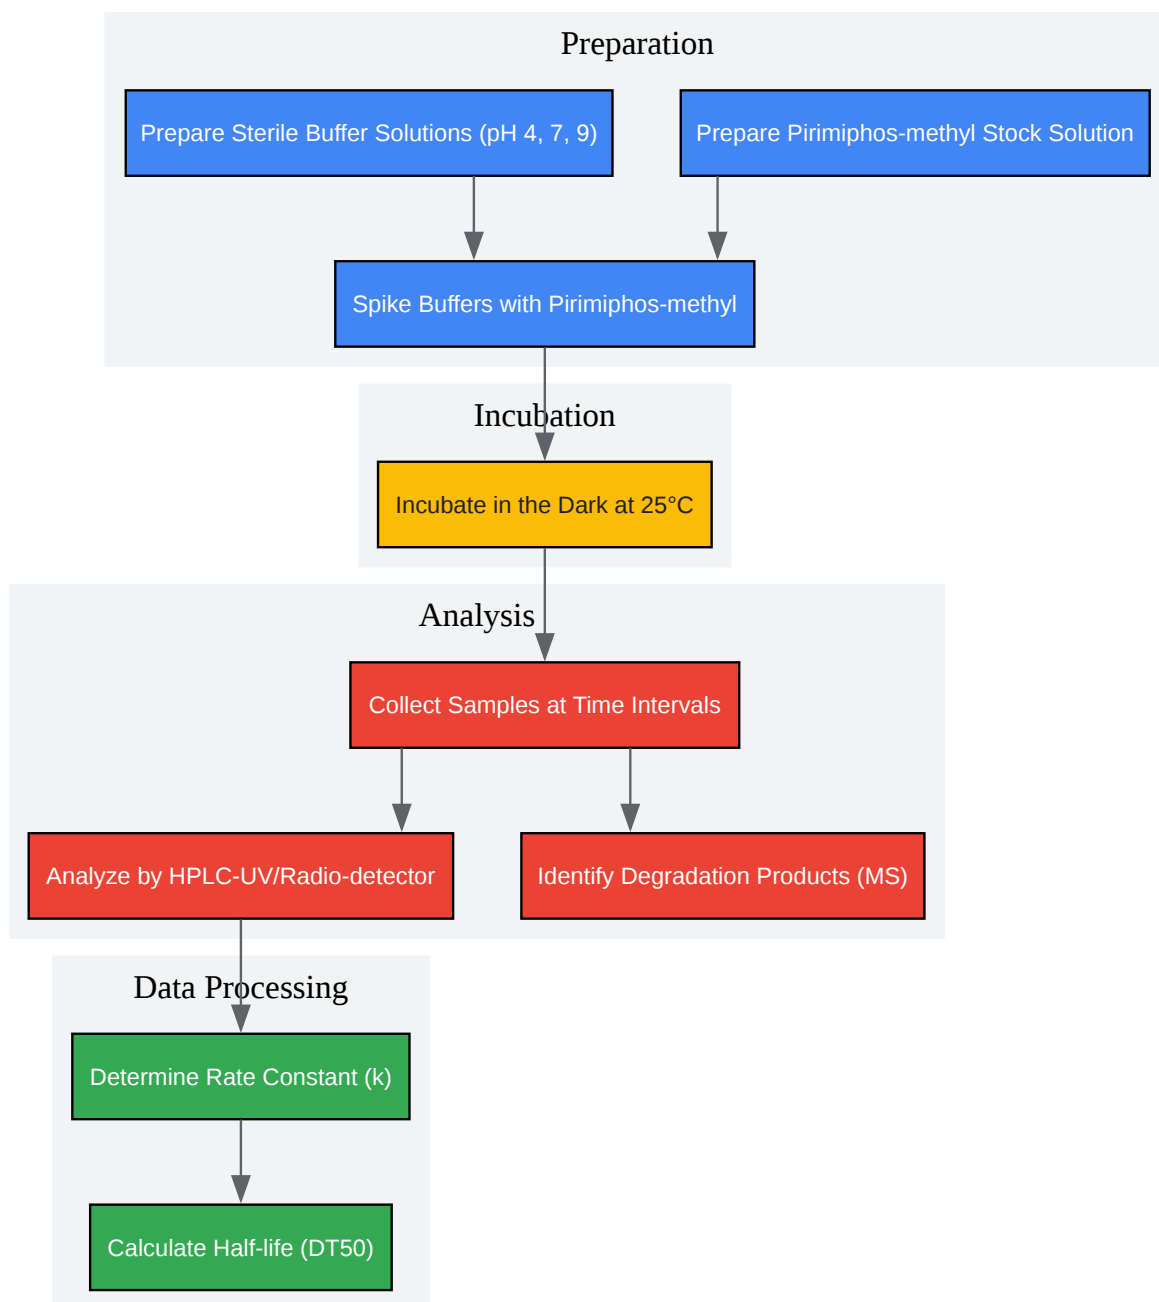 Preparation
Prepare Sterile Buffer Solutions (pH 4, 7, 9)
Prepare Pirimiphos-methyl Stock Solution
Spike Buffers with Pirimiphos-methyl
Incubation
Incubate in the Dark at 25°C
Analysis
Collect Samples at Time Intervals
Analyze by HPLC-UV/Radio-detector
Identify Degradation Products (MS)
Data Processing
Determine Rate Constant (k)
Calculate Half-life (DT50)